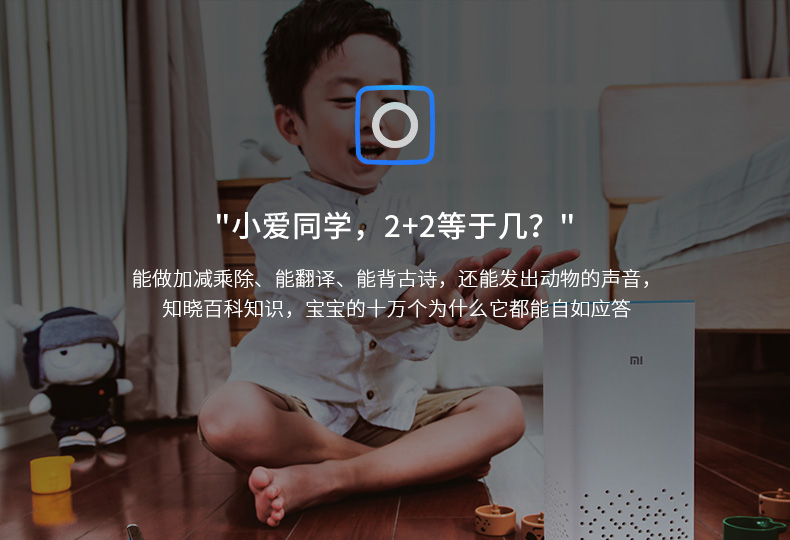 "小爱同学，2+2等于几？"
能做加减乘除、能翻译、能背古诗，还能发出动物的声音，
知晓百科知识，宝宝的十万个为什么它都能自如应答
mi